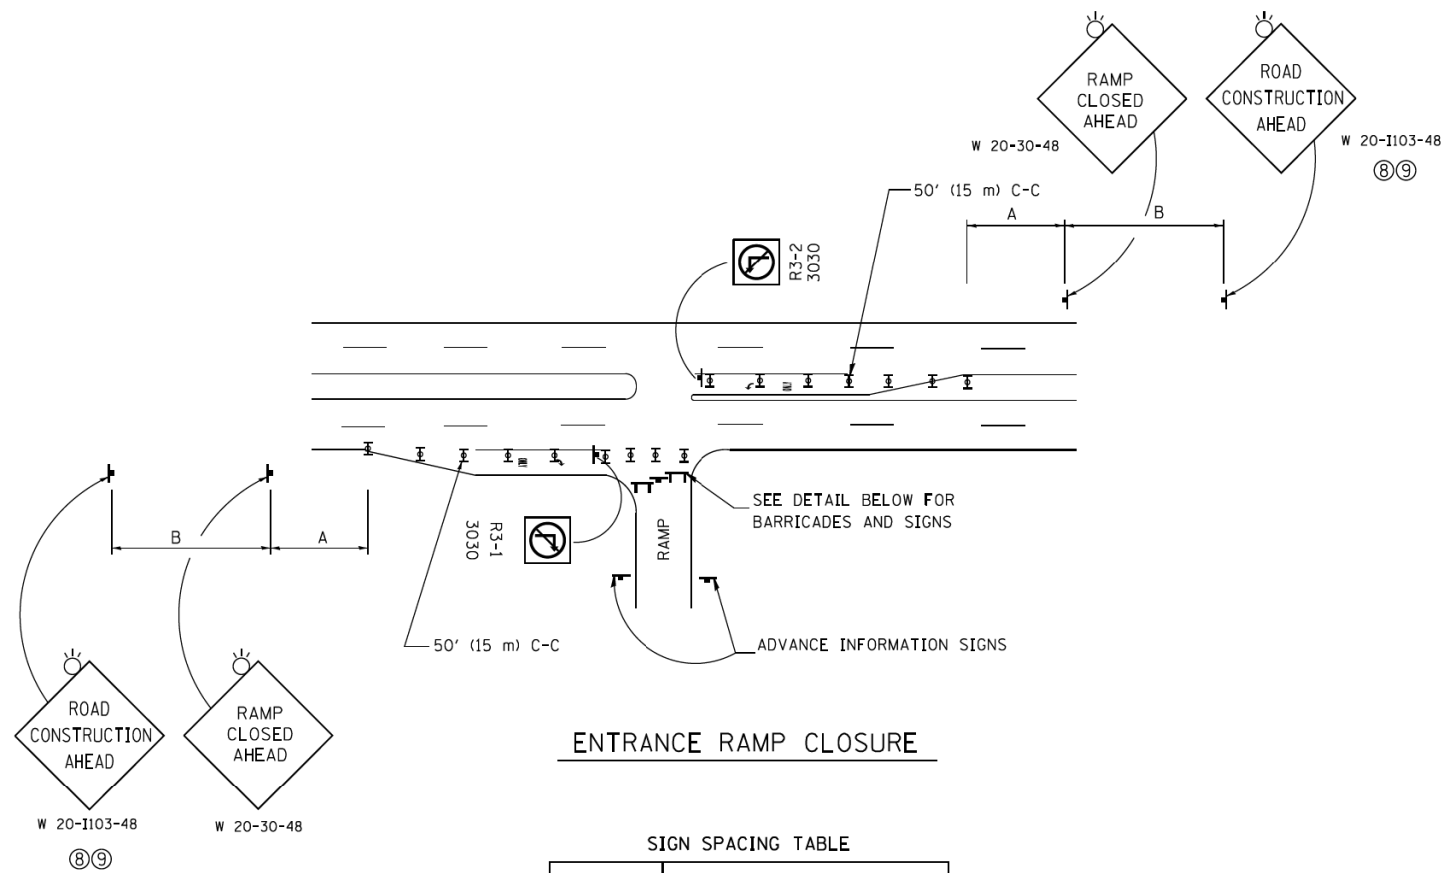 RAMP
CLOSED
AHEAD
W 20-30-48
ROAD
CONSTRUCTION
AHEAD
W 20-I103-48
⑧⑨
50' (15 m) C-C
A
B
R3-2
3030
SEE DETAIL BELOW FOR
BARRICADES AND SIGNS
B
A
R3-1
3030
RAMP
50' (15 m) C-C
ADVANCE INFORMATION SIGNS
ROAD
CONSTRUCTION
AHEAD
W 20-I103-48
⑧⑨
RAMP
CLOSED
AHEAD
W 20-30-48
ENTRANCE RAMP CLOSURE
SIGN SPACING TABLE